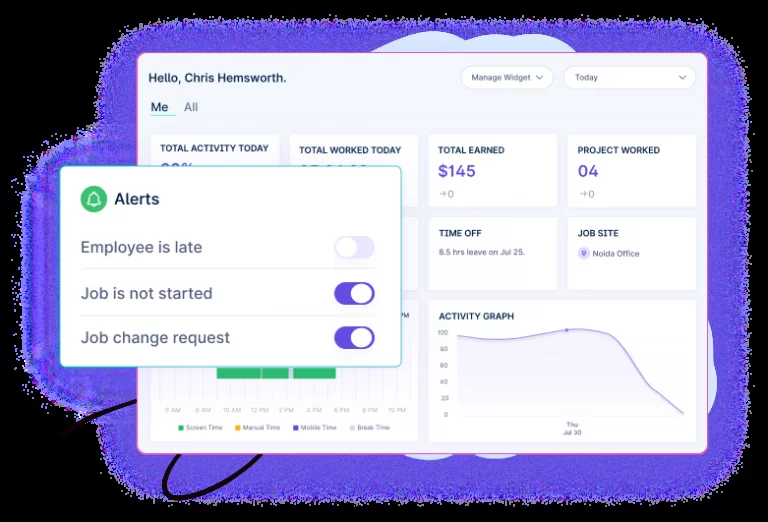 Hello, Chris Hemsworth.
Manage Widget
Today
Me All
TOTAL ACTIVITY TODAY
TOTAL WORKED TODAY
TOTAL EARNED
$145
→0
PROJECT WORKED
04
→0
Alerts
Employee is late
Job is not started
Job change request
TIME OFF
8.5 hrs leave on Jul 25.
JOB SITE
Noida Office
PM
6 AM 8 AM 10 AM 12 PM 2 PM 4 PM 6 PM 8 PM 10 PM
Screen Time Manual Time Mobile Time Break Time
ACTIVITY GRAPH
100
80
60
40
20
0
Thu
Jul 30